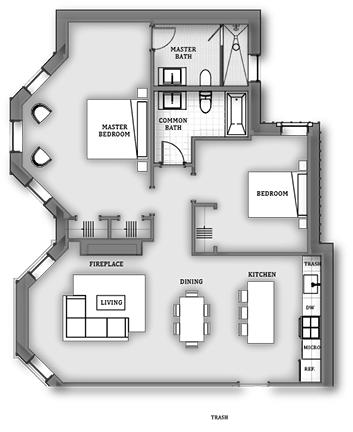 MASTER
BATH
COMMON
BATH
MASTER
BEDROOM
BEDROOM
FIREPLACE
LIVING
DINING
KITCHEN
TRASH
DW
MICRO
REF.
TRASH